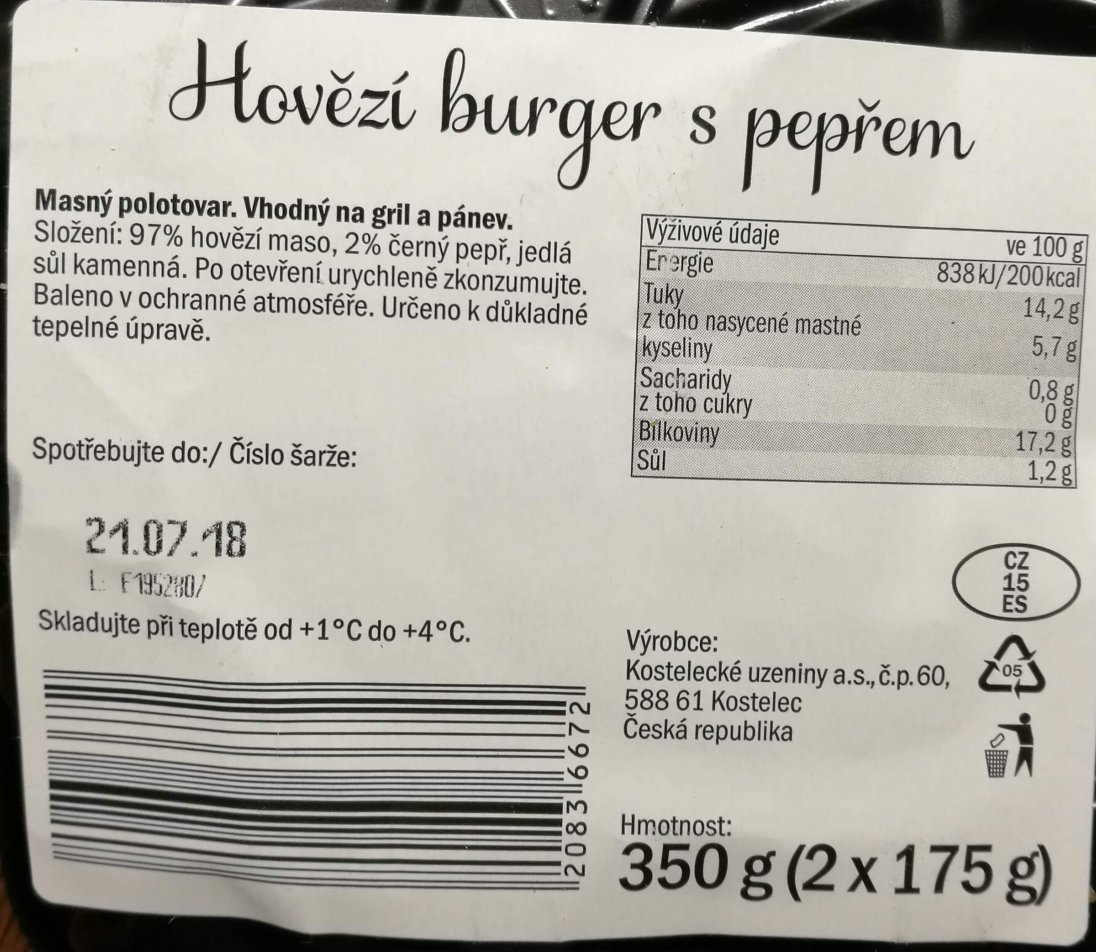 Hovězí burger s pepřem
Masný polotovar. Vhodný na gril a pánev.
Složení: 97% hovězí maso, 2% černý pepř, jedlá
sůl kamenná. Po otevření urychleně zkonzumujte.
Baleno v ochranné atmosféře. Určeno k důkladné
tepelné úpravě.
Výživové údaje ve 100 g
Energie 838 kJ/200 kcal
Tuky 14,2 g
z toho nasycené mastné
kyseliny 5,7 g
Sacharidy 0,8 g
z toho cukry 0 g
Bílkoviny 17,2 g
Sůl 1,2 g
Spotřebujte do:/ Číslo šarže:
21.07.18
Skladujte při teplotě od +1°C do +4°C.
208316672
CZ
15
ES
Výrobce:
Kostelecké uzeniny a.s., č.p. 60,
588 61 Kostelec
Česká republika
05
Hmotnost:
350 g (2 x 175 g)